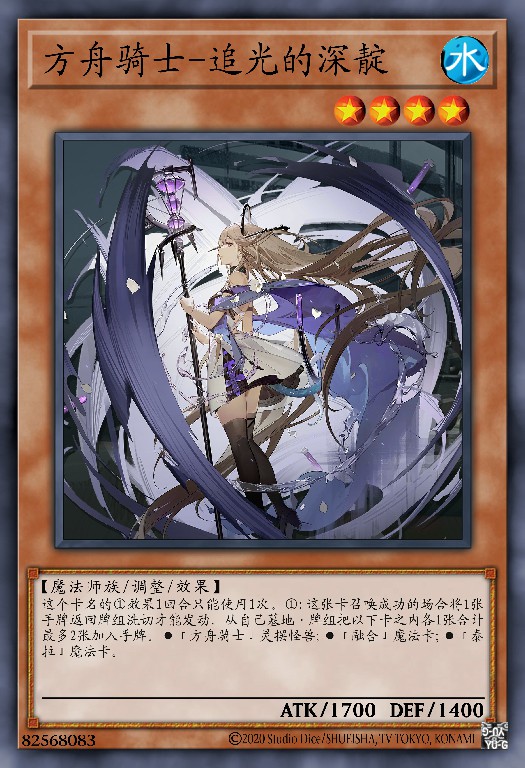 方舟骑士-追光的深靛
水
【魔法师族/调整/效果】
这个卡名的①效果1回合只能使用1次。①:这张卡召唤成功的场合将1张
手牌返回牌组洗切才能发动.从自己墓地·牌组把以下卡之内各1张合计
最多2张加入手牌.●「方舟骑士.灵摆怪兽;●「融合」魔法卡;●「泰
拉」魔法卡.
ATK/1700 DEF/1400
82568083
©2020 Studio Dice/SHUEISHA, TV TOKYO, KONAMI